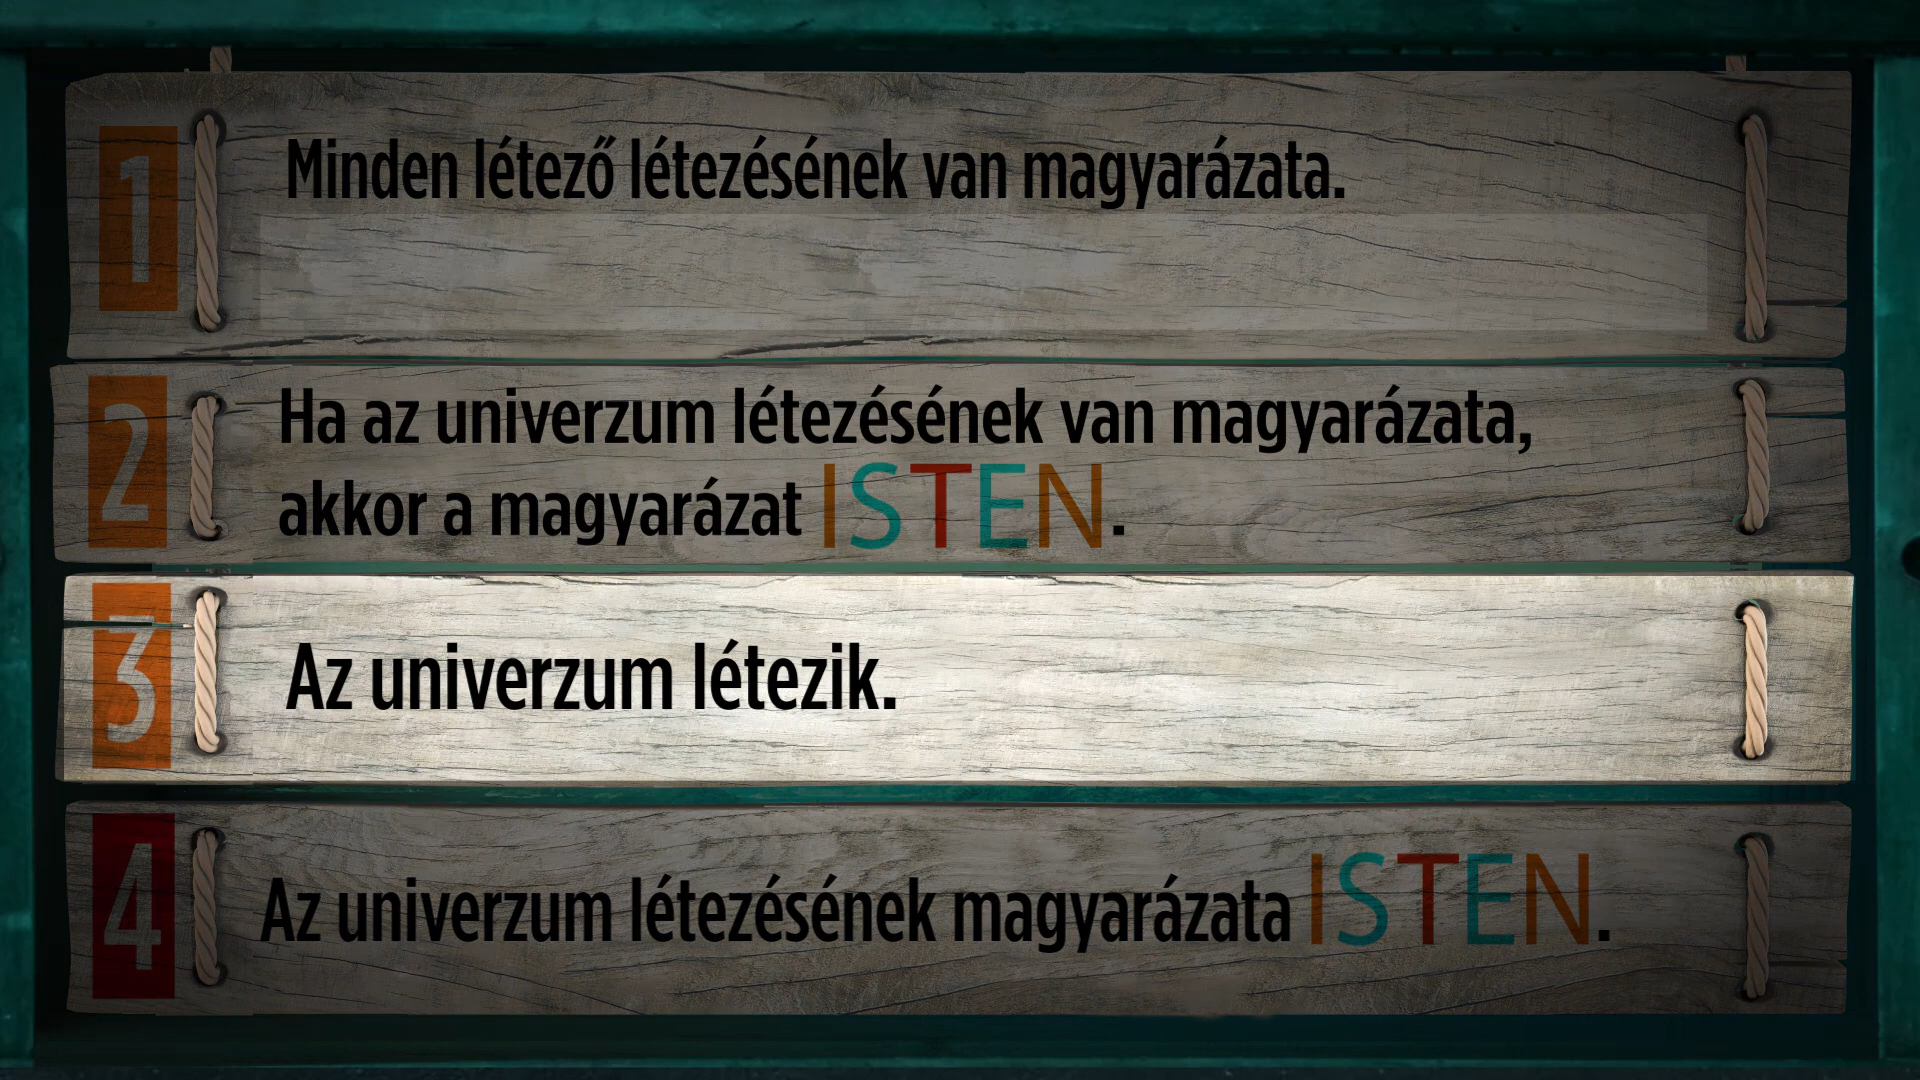 1
Minden létező létezésének van magyarázata.
2
Ha az univerzum létezésének van magyarázata,
akkor a magyarázat ISTEN.
3
Az univerzum létezik.
4
Az univerzum létezésének magyarázata ISTEN.